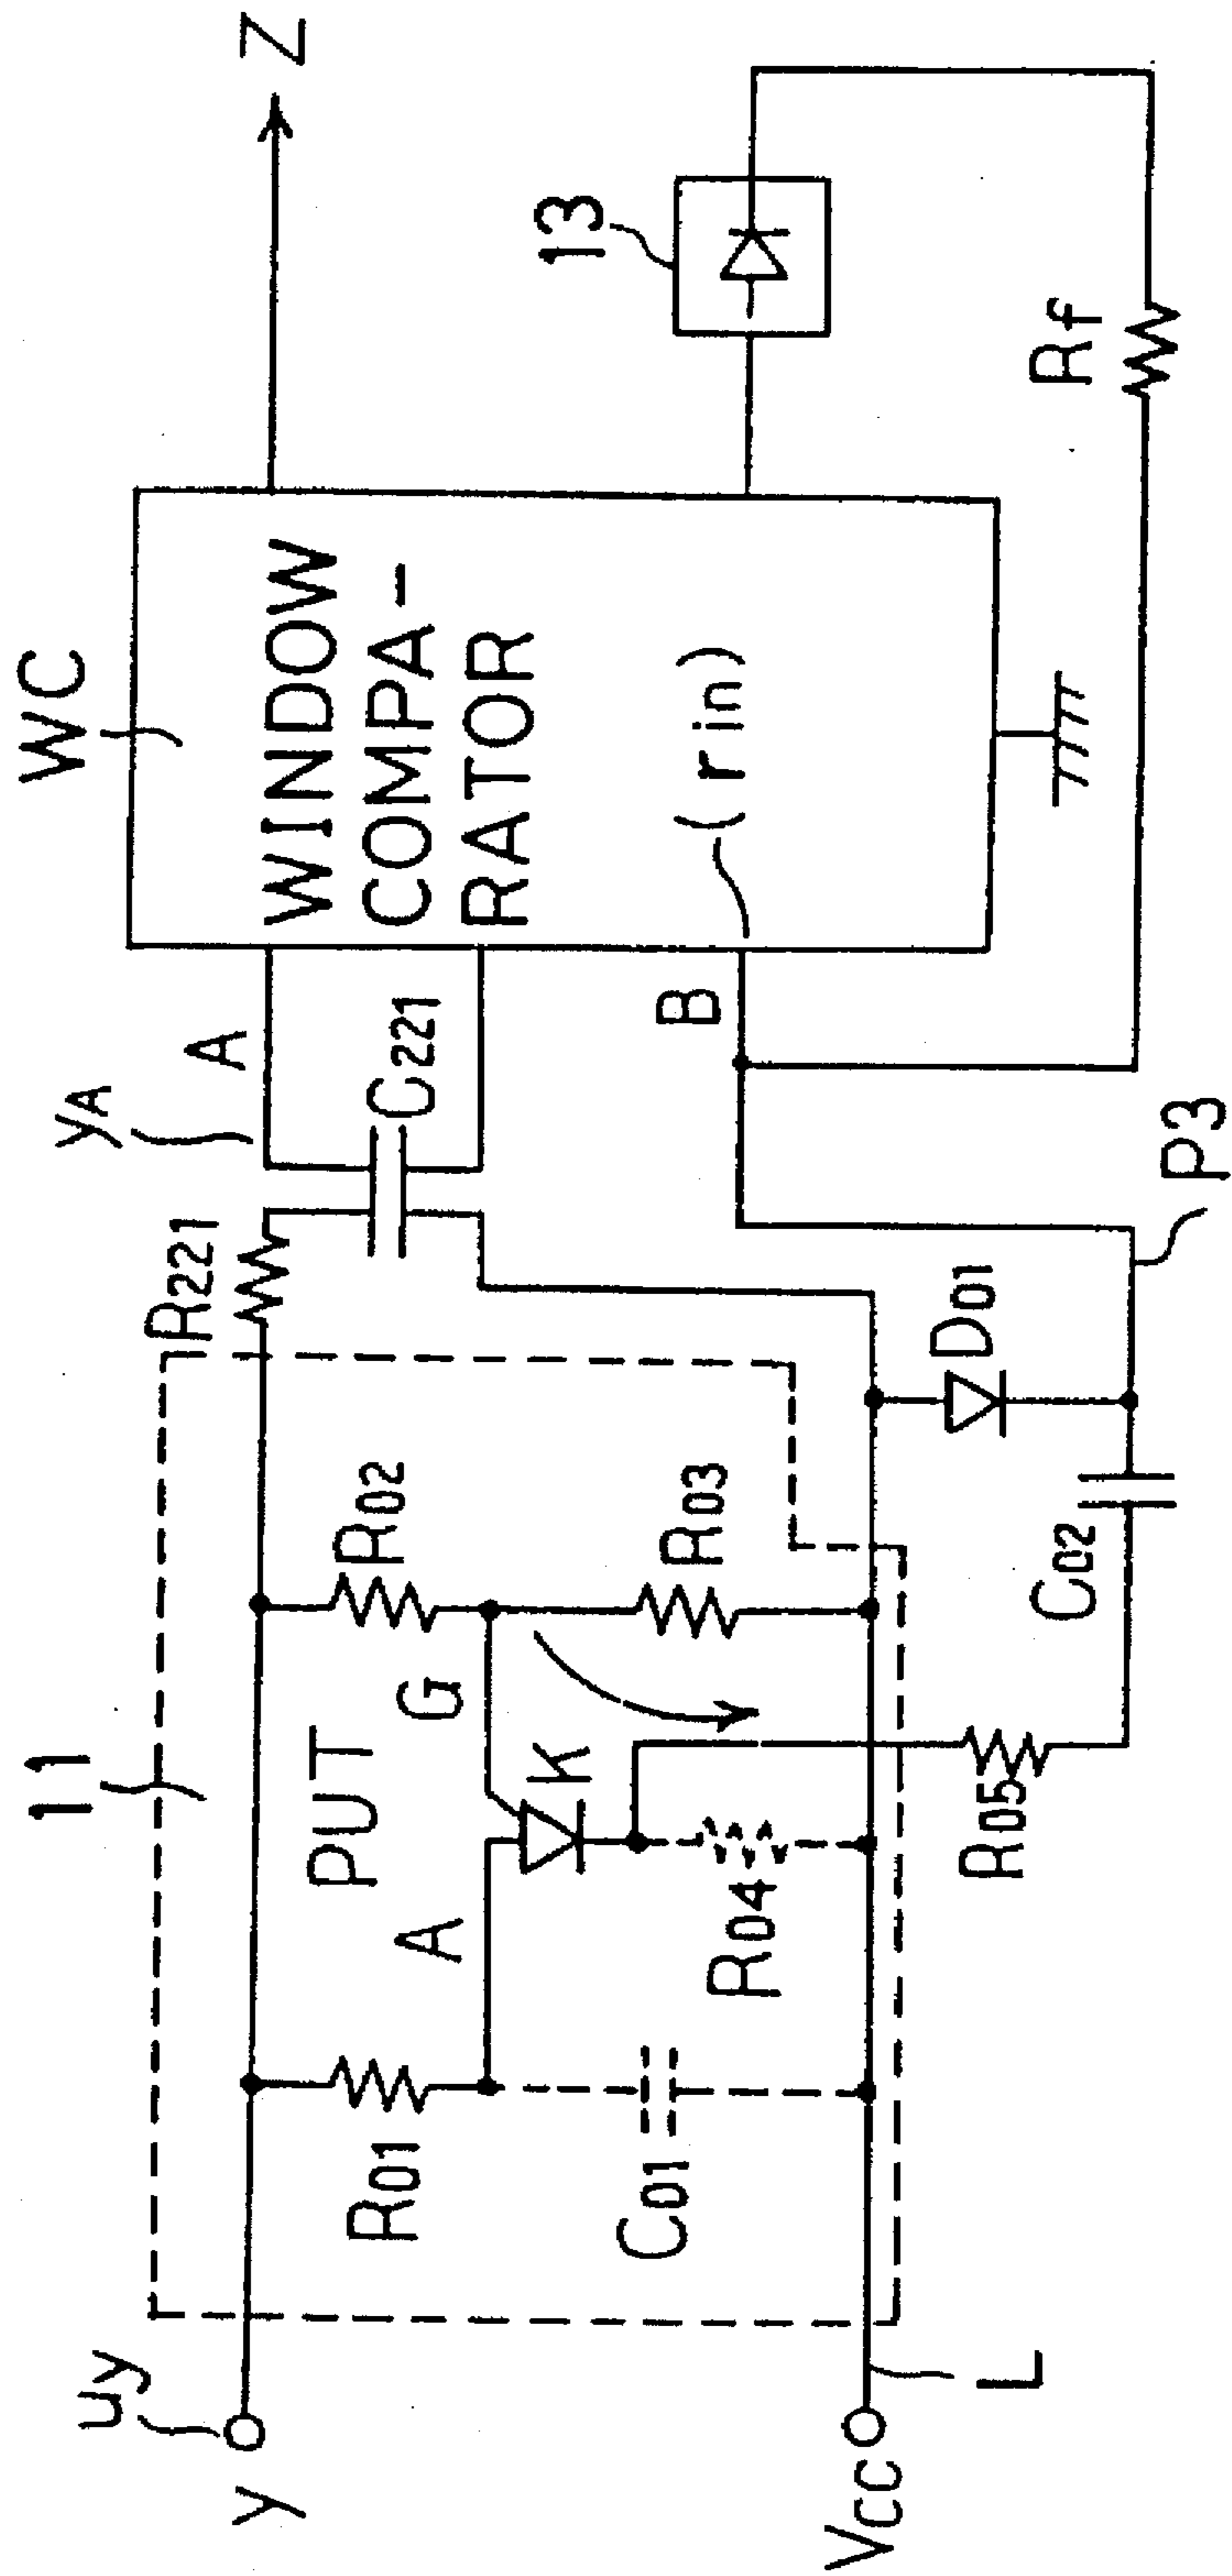 uy
y
VCC
L
11
PUT
A
G
K
R01
C01
R02
R03
R04
R05
C02
D01
P3
R221
C221
yA
A
B
WC
WINDOW
COMPA-
RATOR
(rin)
13
Rf
Z